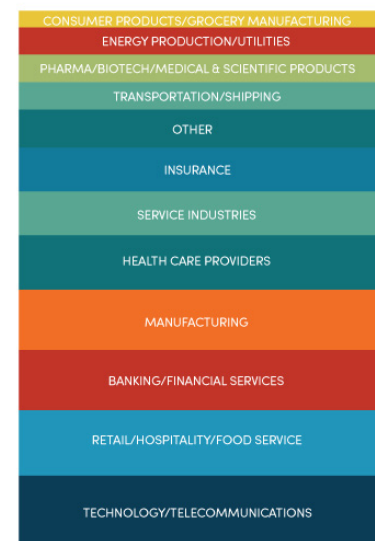 CONSUMER PRODUCTS/GROCERY MANUFACTURING
ENERGY PRODUCTION/UTILITIES
PHARMA/BIOTECH/MEDICAL & SCIENTIFIC PRODUCTS
TRANSPORTATION/SHIPPING
OTHER
INSURANCE
SERVICE INDUSTRIES
HEALTH CARE PROVIDERS
MANUFACTURING
BANKING/FINANCIAL SERVICES
RETAIL/HOSPITALITY/FOOD SERVICE
TECHNOLOGY/TELECOMMUNICATIONS